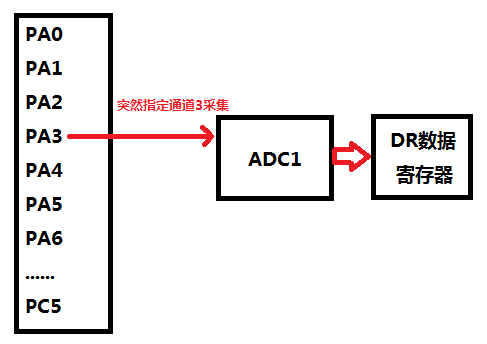 PA0
PA1
PA2
PA3
PA4
PA5
PA6
......
PC5
突然指定通道3采集
ADC1
DR数据
寄存器